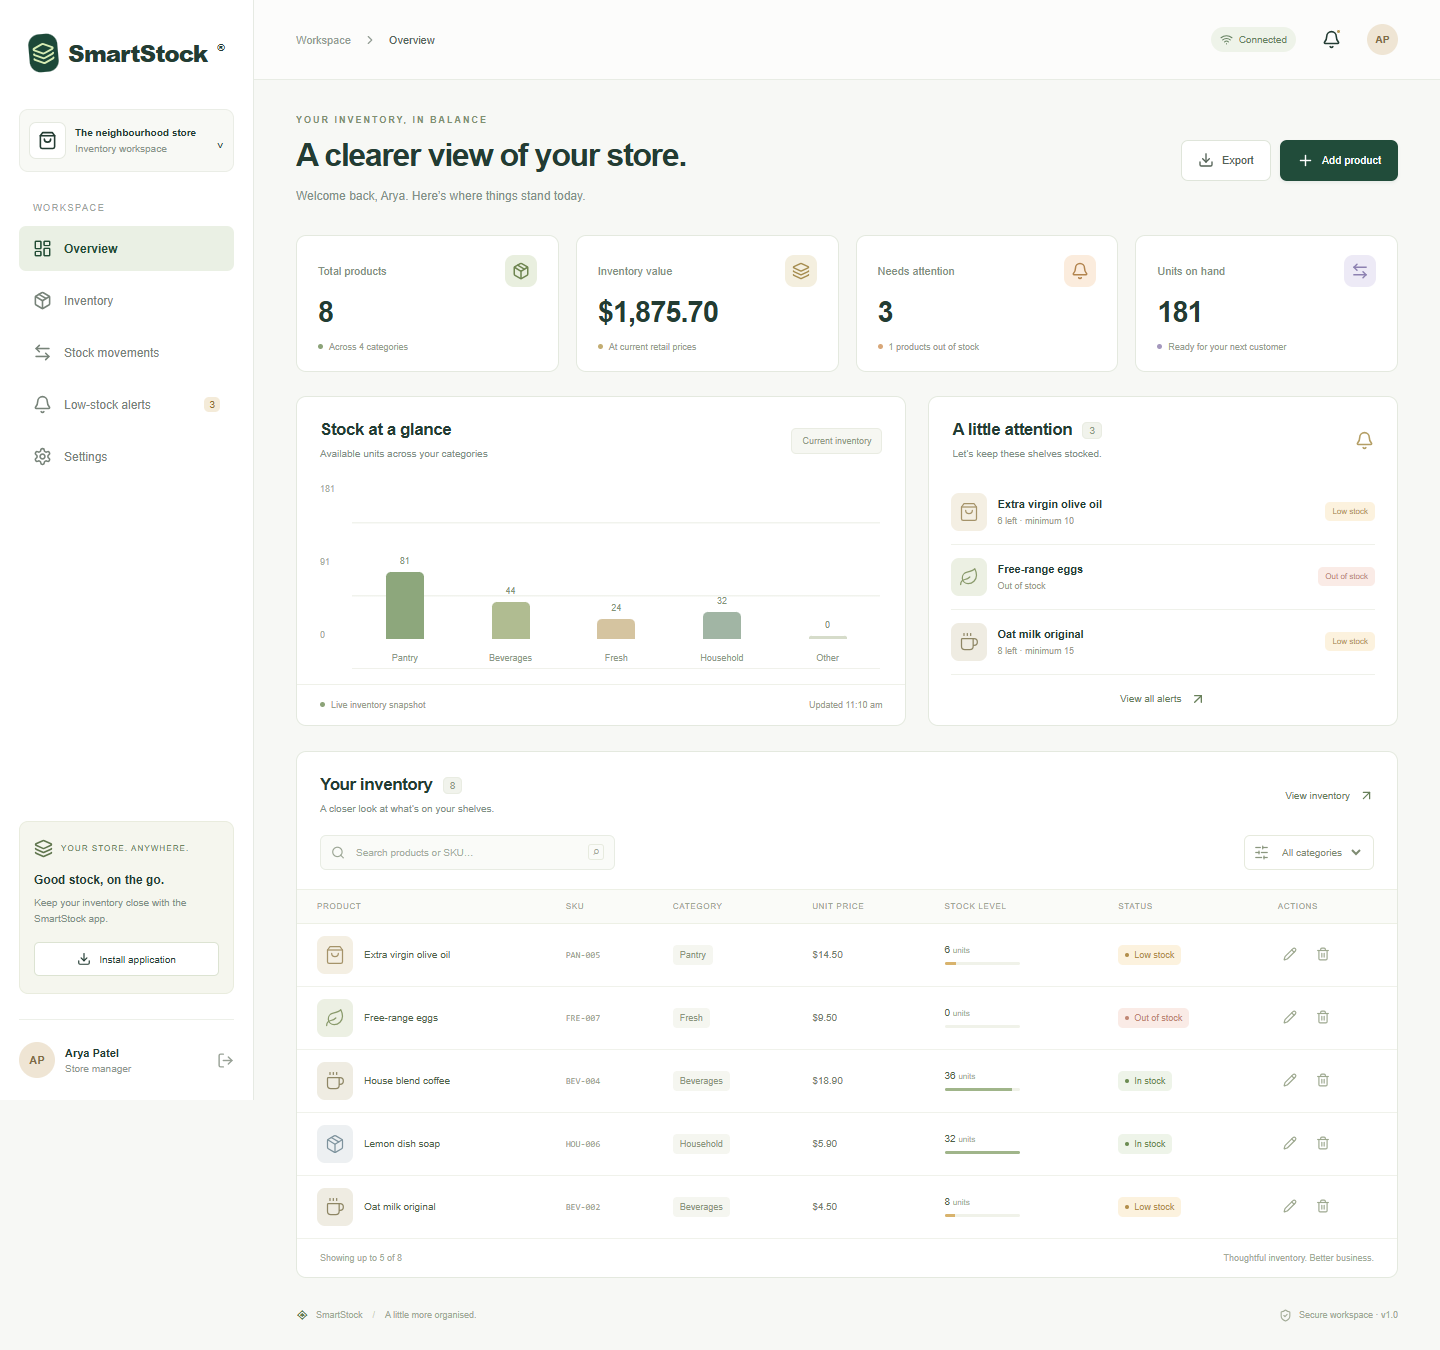 SmartStock ®
The neighbourhood store
Inventory workspace
v
WORKSPACE
Overview
Inventory
Stock movements
Low-stock alerts 3
Settings
YOUR STORE. ANYWHERE.
Good stock, on the go.
Keep your inventory close with the
SmartStock app.
Install application
AP
Arya Patel
Store manager
Workspace > Overview
Connected
AP
YOUR INVENTORY, IN BALANCE
A clearer view of your store.
Welcome back, Arya. Here's where things stand today.
Export
Add product
Total products
8
Across 4 categories
Inventory value
$1,875.70
At current retail prices
Needs attention
3
1 products out of stock
Units on hand
181
Ready for your next customer
Stock at a glance
Available units across your categories
Current inventory
181
91
0
81
44
24
32
0
Pantry
Beverages
Fresh
Household
Other
Live inventory snapshot
Updated 11:10 am
A little attention 3
Let's keep these shelves stocked.
Extra virgin olive oil
6 left · minimum 10
Low stock
Free-range eggs
Out of stock
Out of stock
Oat milk original
8 left · minimum 15
Low stock
View all alerts
Your inventory 8
A closer look at what's on your shelves.
View inventory
Search products or SKU...
All categories
PRODUCT SKU CATEGORY UNIT PRICE STOCK LEVEL STATUS ACTIONS
Extra virgin olive oil PAN-005 Pantry $14.50 6 units Low stock
Free-range eggs FRE-007 Fresh $9.50 0 units Out of stock
House blend coffee BEV-004 Beverages $18.90 36 units In stock
Lemon dish soap HOU-006 Household $5.90 32 units In stock
Oat milk original BEV-002 Beverages $4.50 8 units Low stock
Showing up to 5 of 8
Thoughtful inventory. Better business.
SmartStock / A little more organised.
Secure workspace · v1.0